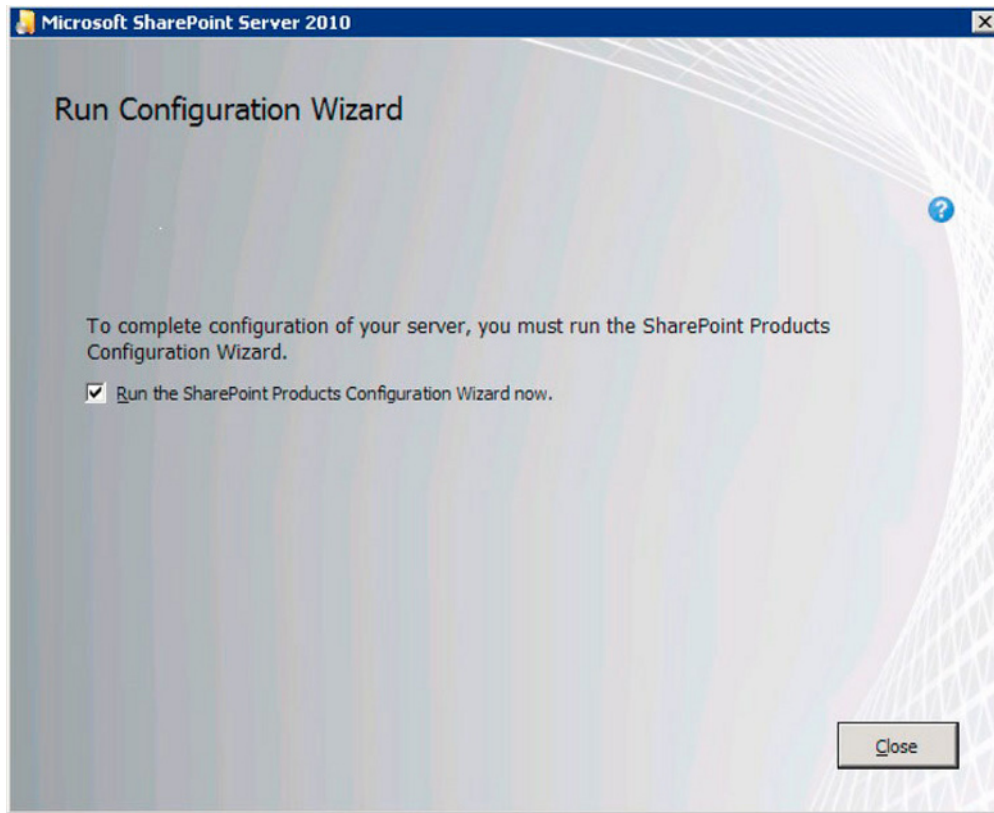 Microsoft SharePoint Server 2010
Run Configuration Wizard
?
To complete configuration of your server, you must run the SharePoint Products
Configuration Wizard.
Run the SharePoint Products Configuration Wizard now.
Close